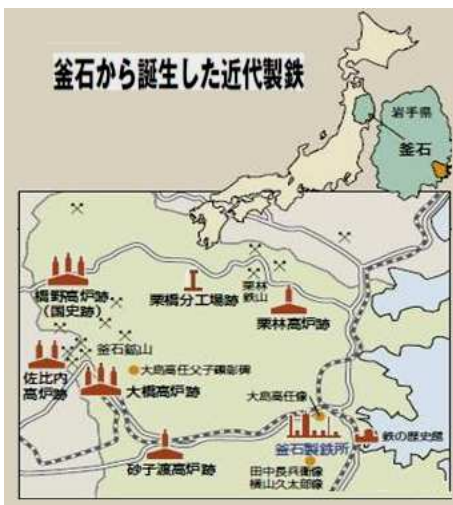 釜石から誕生した近代製鉄
岩手県
釜石
橋野高炉跡
(国史跡)
栗橋分工場跡
栗林
鉄山
栗林高炉跡
釜石鉱山
佐比内
高炉跡
大橋高炉跡
大島高任父子顕彰碑
大島高任像
砂子渡高炉跡
釜石製鉄所
鉄の歴史館
田中長兵衛像
横山久太郎像